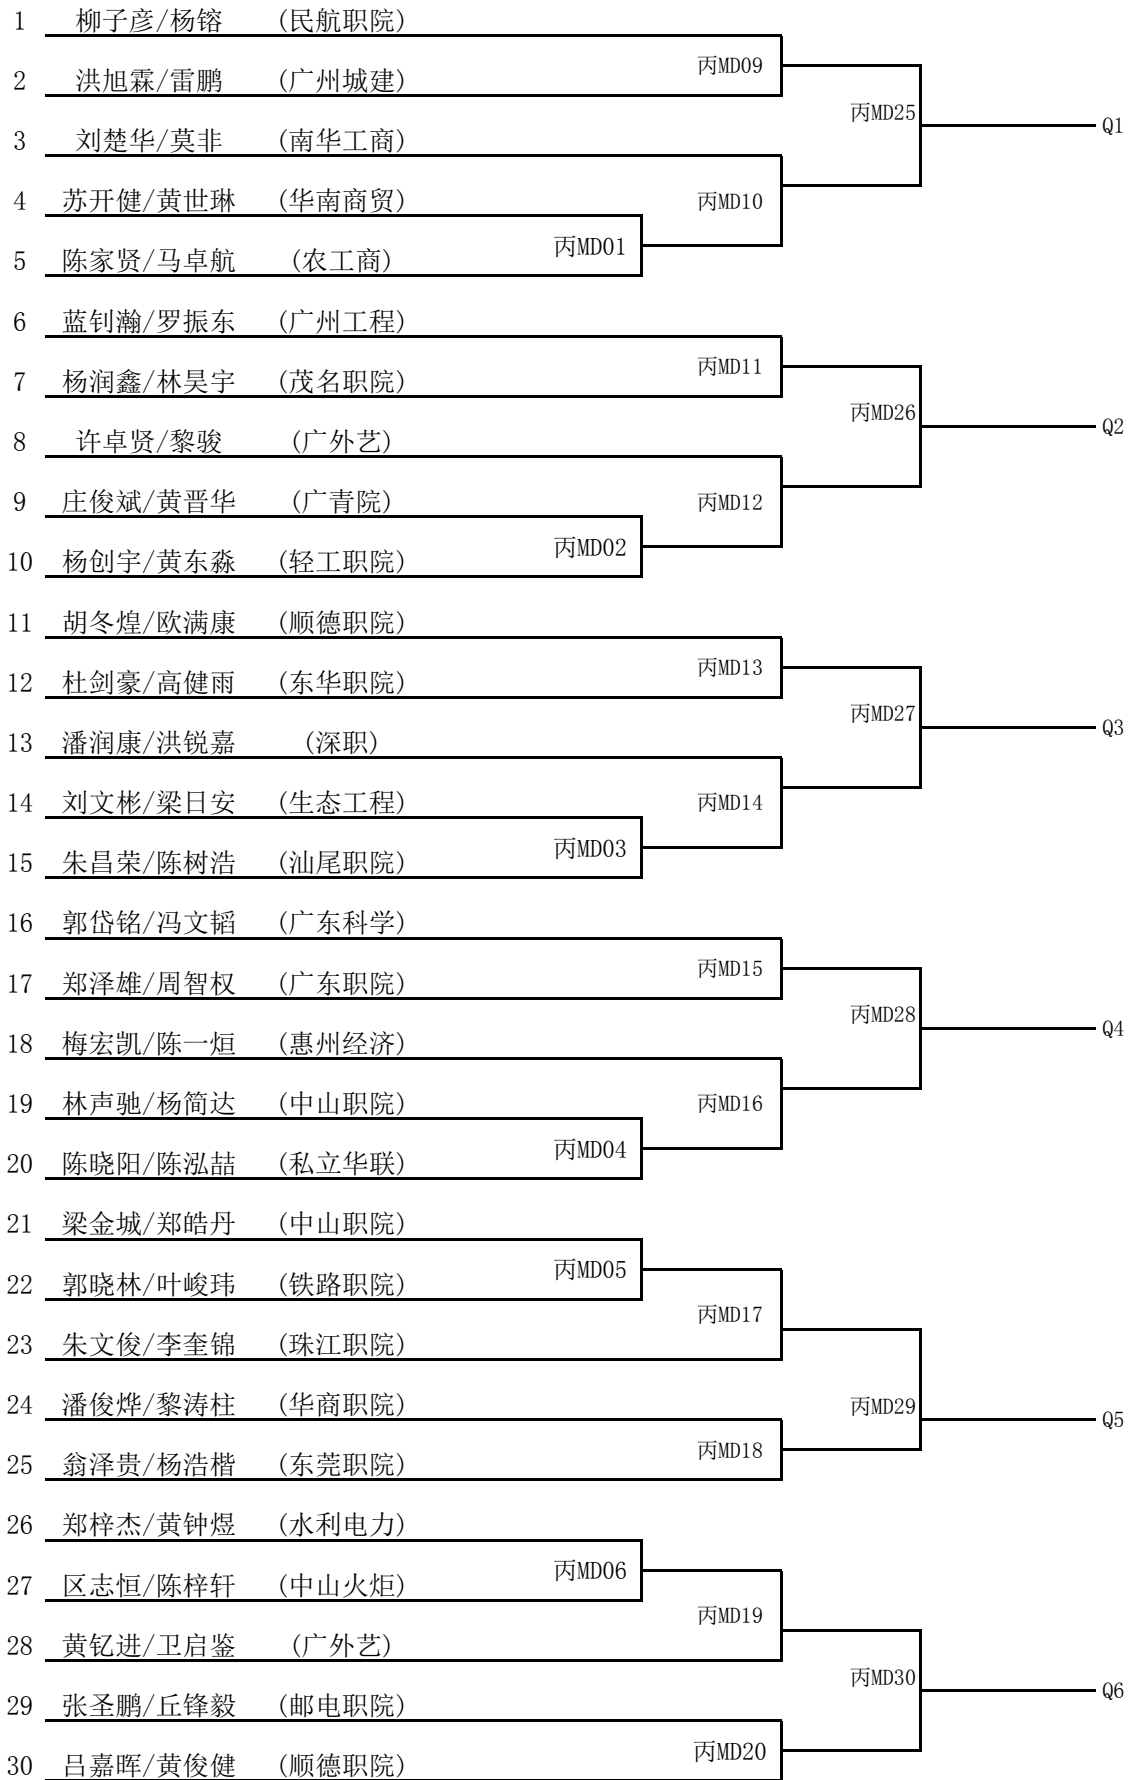 1 柳子彦/杨镕 (民航职院)
丙MD09
2 洪旭霖/雷鹏 (广州城建)
丙MD25
Q1
3 刘楚华/莫非 (南华工商)
4 苏开健/黄世琳 (华南商贸)
丙MD10
丙MD01
5 陈家贤/马卓航 (农工商)
6 蓝钊瀚/罗振东 (广州工程)
丙MD11
7 杨润鑫/林昊宇 (茂名职院)
丙MD26
Q2
8 许卓贤/黎骏 (广外艺)
9 庄俊斌/黄晋华 (广青院)
丙MD12
丙MD02
10 杨创宇/黄东淼 (轻工职院)
11 胡冬煌/欧满康 (顺德职院)
丙MD13
12 杜剑豪/高健雨 (东华职院)
丙MD27
Q3
13 潘润康/洪锐嘉 (深职)
14 刘文彬/梁日安 (生态工程)
丙MD14
丙MD03
15 朱昌荣/陈树浩 (汕尾职院)
16 郭岱铭/冯文韬 (广东科学)
丙MD15
17 郑泽雄/周智权 (广东职院)
丙MD28
Q4
18 梅宏凯/陈一烜 (惠州经济)
19 林声驰/杨简达 (中山职院)
丙MD16
丙MD04
20 陈晓阳/陈泓喆 (私立华联)
21 梁金城/郑皓丹 (中山职院)
丙MD05
22 郭晓林/叶峻玮 (铁路职院)
丙MD17
23 朱文俊/李奎锦 (珠江职院)
24 潘俊烨/黎涛柱 (华商职院)
丙MD29
Q5
丙MD18
25 翁泽贵/杨浩楷 (东莞职院)
26 郑梓杰/黄钟煜 (水利电力)
丙MD06
27 区志恒/陈梓轩 (中山火炬)
丙MD19
28 黄钇进/卫启鉴 (广外艺)
丙MD30
Q6
29 张圣鹏/丘锋毅 (邮电职院)
丙MD20
30 吕嘉晖/黄俊健 (顺德职院)